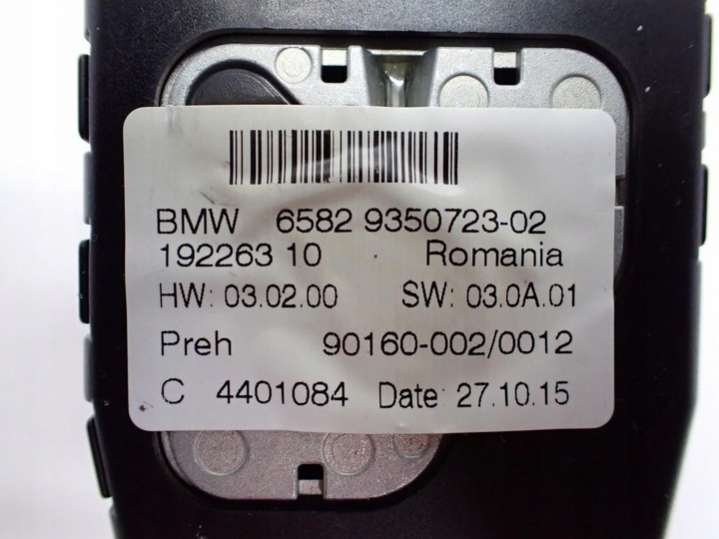 BMW 6582 9350723-02
192263 10 Romania
HW: 03.02.00 SW: 03.0A.01
Preh 90160-002/0012
C 4401084 Date: 27.10.15